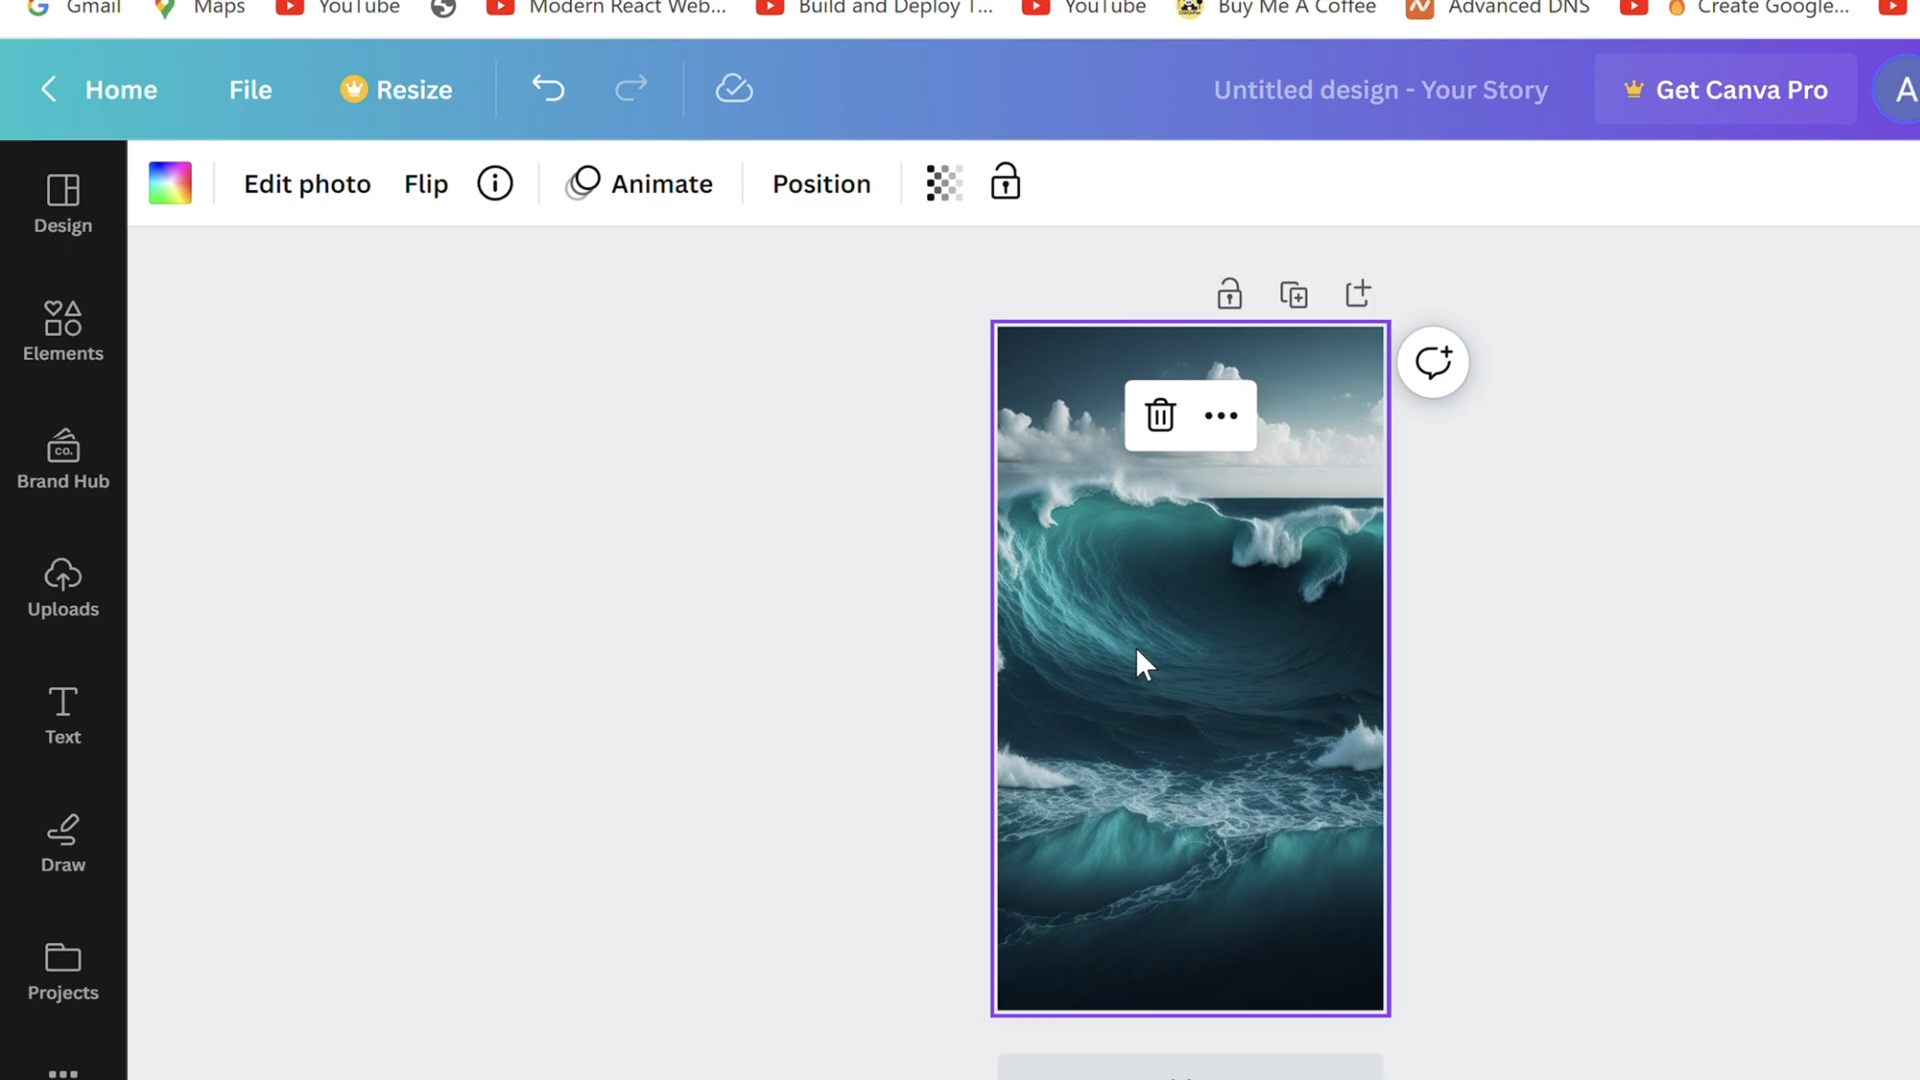 Gmail Maps YouTube Modern React Web... Build and Deploy T... YouTube Buy Me A Coffee Advanced DNS Create Google...
Home File Resize Untitled design - Your Story Get Canva Pro A
Edit photo Flip Animate Position
Design
Elements
CO.
Brand Hub
Uploads
Text
Draw
Projects